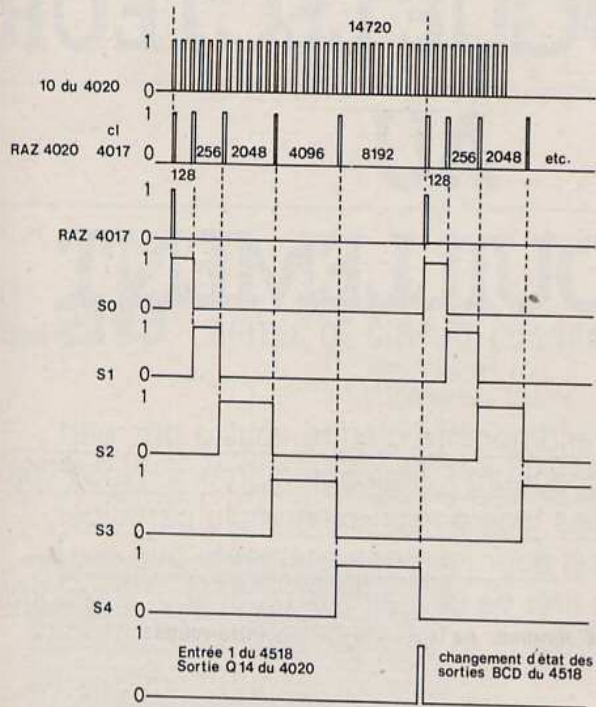 14720
1
10 du 4020
0
1
cl
RAZ 4020 4017 0 256 2048 4096 8192 256 2048 etc.
128 128
1
RAZ 4017
0
1
S0 0
1
S1 0
1
S2 0
1
S3 0
1
S4 0
1
Entrée 1 du 4518
Sortie Q 14 du 4020
changement d'état des
sorties BCD du 4518
0